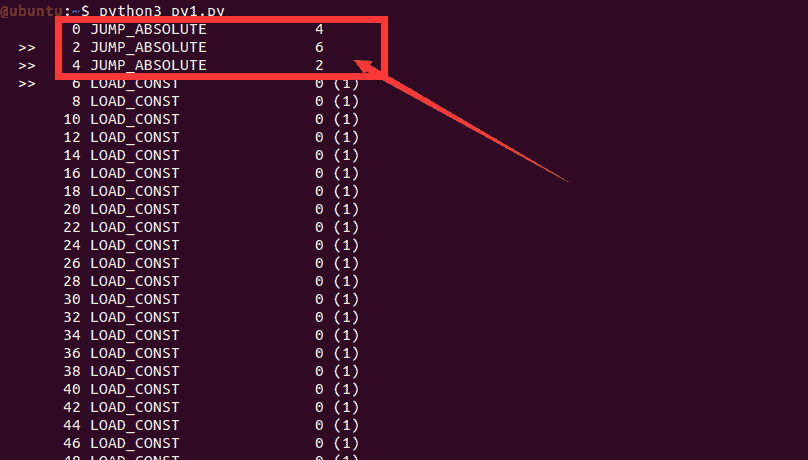 @ubuntu:~$ python3 py1.py
0 JUMP_ABSOLUTE 4
>> 2 JUMP_ABSOLUTE 6
>> 4 JUMP_ABSOLUTE 2
>> 6 LOAD_CONST 0 (1)
8 LOAD_CONST 0 (1)
10 LOAD_CONST 0 (1)
12 LOAD_CONST 0 (1)
14 LOAD_CONST 0 (1)
16 LOAD_CONST 0 (1)
18 LOAD_CONST 0 (1)
20 LOAD_CONST 0 (1)
22 LOAD_CONST 0 (1)
24 LOAD_CONST 0 (1)
26 LOAD_CONST 0 (1)
28 LOAD_CONST 0 (1)
30 LOAD_CONST 0 (1)
32 LOAD_CONST 0 (1)
34 LOAD_CONST 0 (1)
36 LOAD_CONST 0 (1)
38 LOAD_CONST 0 (1)
40 LOAD_CONST 0 (1)
42 LOAD_CONST 0 (1)
44 LOAD_CONST 0 (1)
46 LOAD_CONST 0 (1)
48 LOAD_CONST 0 (1)